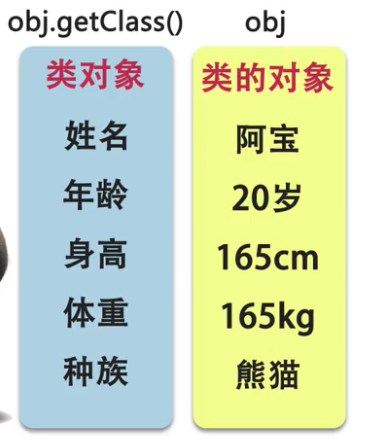 obj.getClass() obj
类对象 类的对象
姓名 阿宝
年龄 20岁
身高 165cm
体重 165kg
种族 熊猫